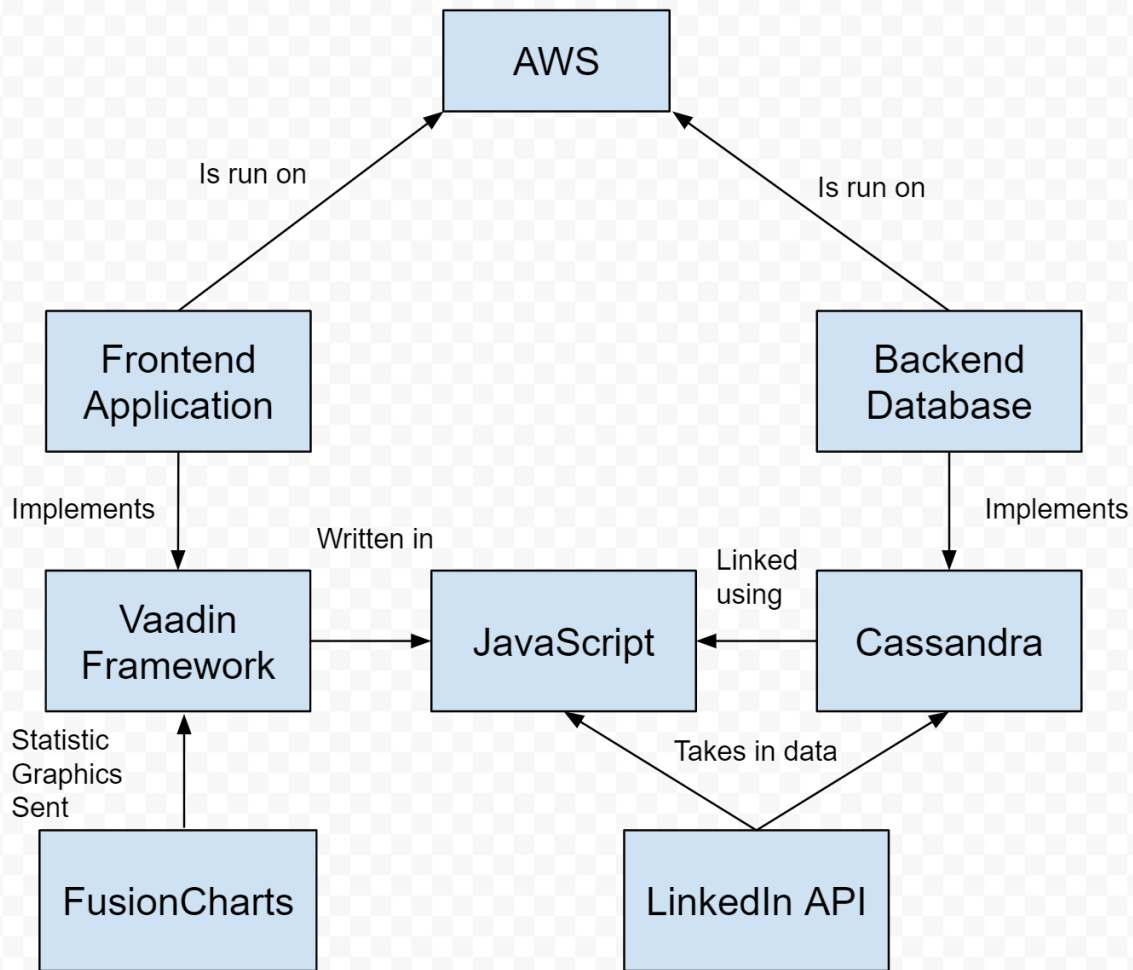 AWS
Is run on
Is run on
Frontend
Application
Backend
Database
Implements
Implements
Written in
Linked
using
Vaadin
Framework
JavaScript
Cassandra
Statistic
Graphics
Sent
Takes in data
FusionCharts
LinkedIn API